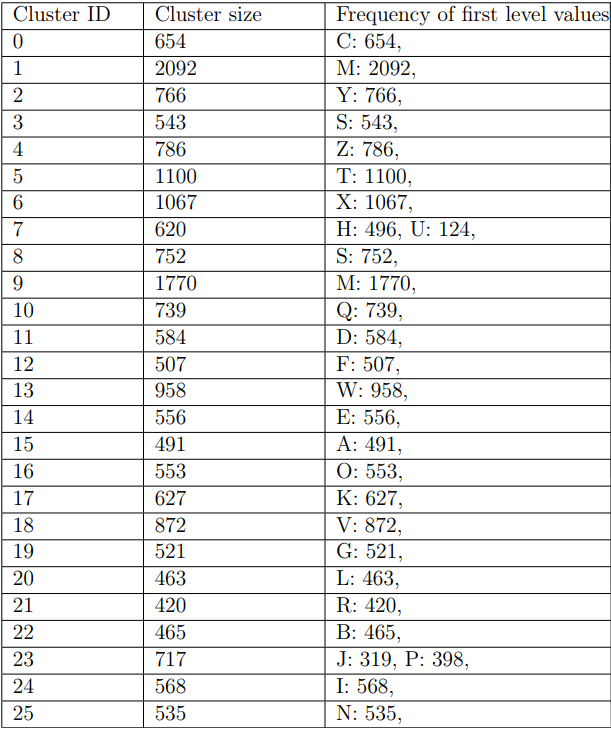 Cluster ID Cluster size Frequency of first level values
0 654 C: 654,
1 2092 M: 2092,
2 766 Y: 766,
3 543 S: 543,
4 786 Z: 786,
5 1100 T: 1100,
6 1067 X: 1067,
7 620 H: 496, U: 124,
8 752 S: 752,
9 1770 M: 1770,
10 739 Q: 739,
11 584 D: 584,
12 507 F: 507,
13 958 W: 958,
14 556 E: 556,
15 491 A: 491,
16 553 O: 553,
17 627 K: 627,
18 872 V: 872,
19 521 G: 521,
20 463 L: 463,
21 420 R: 420,
22 465 B: 465,
23 717 J: 319, P: 398,
24 568 I: 568,
25 535 N: 535,